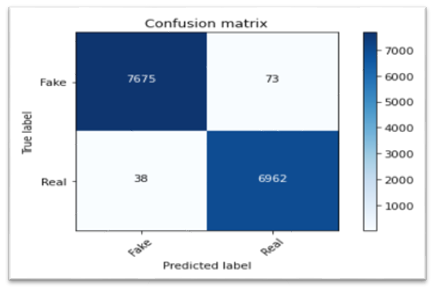 Confusion matrix
Fake
7675
73
Real
38
6962
True label
Fake
Real
Predicted label
7000
6000
5000
4000
3000
2000
1000